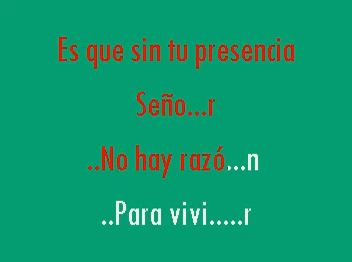 Es que sin tu presencia
Seño...r
..No hay razó...n
..Para vivi.....r